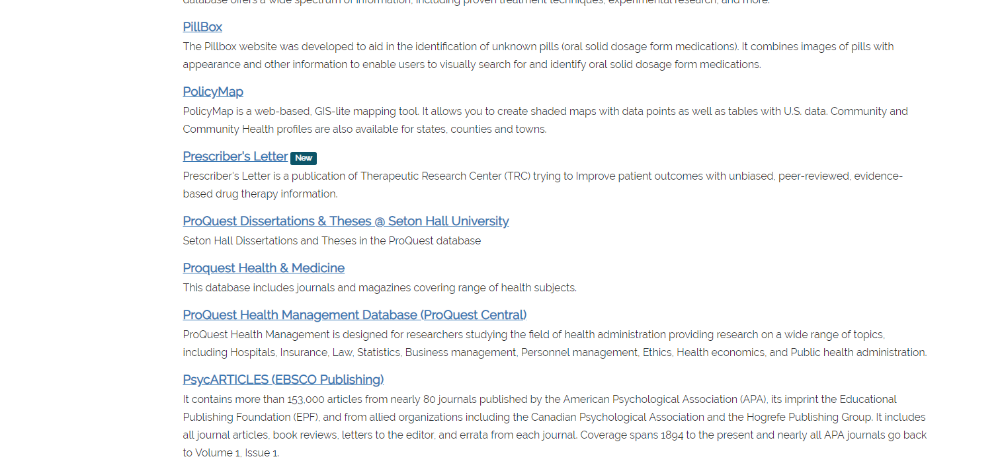 database offers a wide spectrum of information, including proven treatment techniques, experimental research, and more.
PillBox
The Pillbox website was developed to aid in the identification of unknown pills (oral solid dosage form medications). It combines images of pills with
appearance and other information to enable users to visually search for and identify oral solid dosage form medications.
PolicyMap
PolicyMap is a web-based, GIS-lite mapping tool. It allows you to create shaded maps with data points as well as tables with U.S. data. Community and
Community Health profiles are also available for states, counties and towns.
Prescriber's Letter New
Prescriber's Letter is a publication of Therapeutic Research Center (TRC) trying to Improve patient outcomes with unbiased, peer-reviewed, evidence-
based drug therapy information.
ProQuest Dissertations & Theses @ Seton Hall University
Seton Hall Dissertations and Theses in the ProQuest database
Proquest Health & Medicine
This database includes journals and magazines covering range of health subjects.
ProQuest Health Management Database (ProQuest Central)
ProQuest Health Management is designed for researchers studying the field of health administration providing research on a wide range of topics,
including Hospitals, Insurance, Law, Statistics, Business management, Personnel management, Ethics, Health economics, and Public health administration.
PsycARTICLES (EBSCO Publishing)
It contains more than 153,000 articles from nearly 80 journals published by the American Psychological Association (APA), its imprint the Educational
Publishing Foundation (EPF), and from allied organizations including the Canadian Psychological Association and the Hogrefe Publishing Group. It includes
all journal articles, book reviews, letters to the editor, and errata from each journal. Coverage spans 1894 to the present and nearly all APA journals go back
to Volume 1, Issue 1.